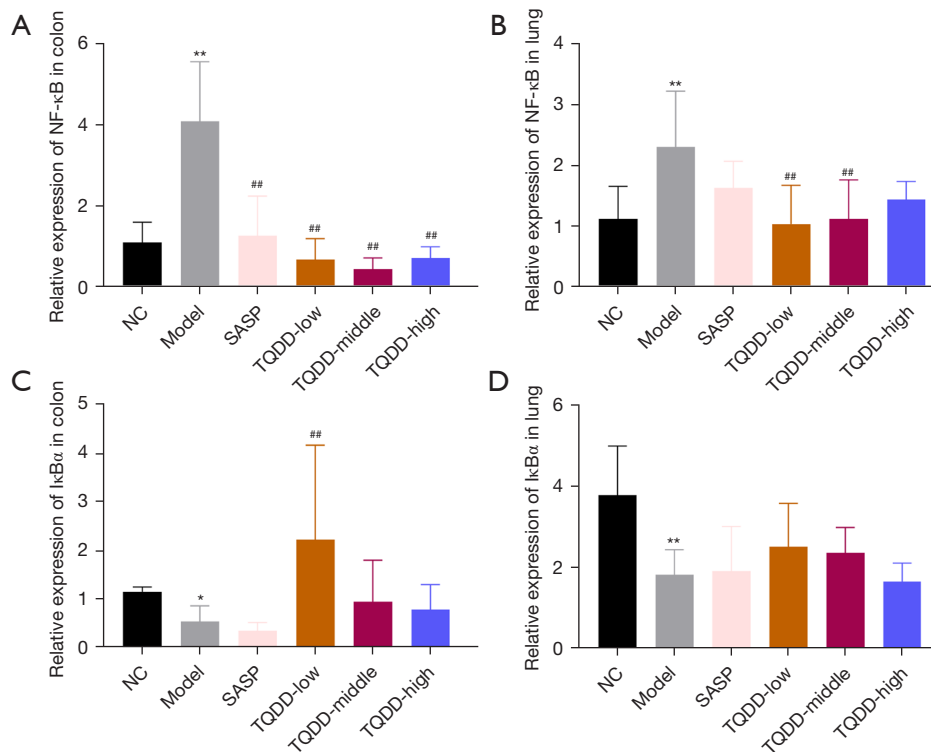 A
Relative expression of NF-κB in colon
6
4
2
0
**
##
##
##
##
NC
Model
SASP
TQDD-low
TQDD-middle
TQDD-high
B
Relative expression of NF-κB in lung
4
3
2
1
0
**
##
##
NC
Model
SASP
TQDD-low
TQDD-middle
TQDD-high
C
Relative expression of IκBα in colon
5
4
3
2
1
0
*
##
NC
Model
SASP
TQDD-low
TQDD-middle
TQDD-high
D
Relative expression of IκBα in lung
6
4
2
0
**
NC
Model
SASP
TQDD-low
TQDD-middle
TQDD-high